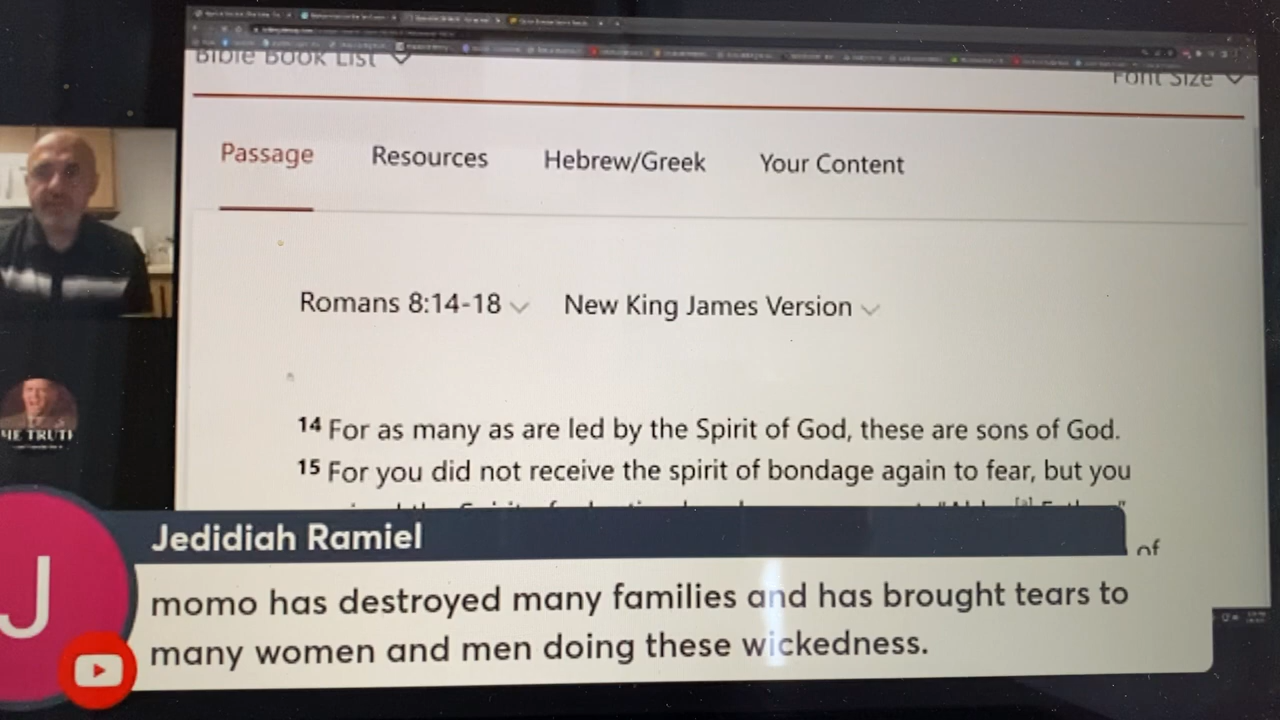 Bible Book List
Font Size
Passage Resources Hebrew/Greek Your Content
Romans 8:14-18 New King James Version
14 For as many as are led by the Spirit of God, these are sons of God.
15 For you did not receive the spirit of bondage again to fear, but you
of
HE TRUTH
J
Jedidiah Ramiel
momo has destroyed many families and has brought tears to
many women and men doing these wickedness.